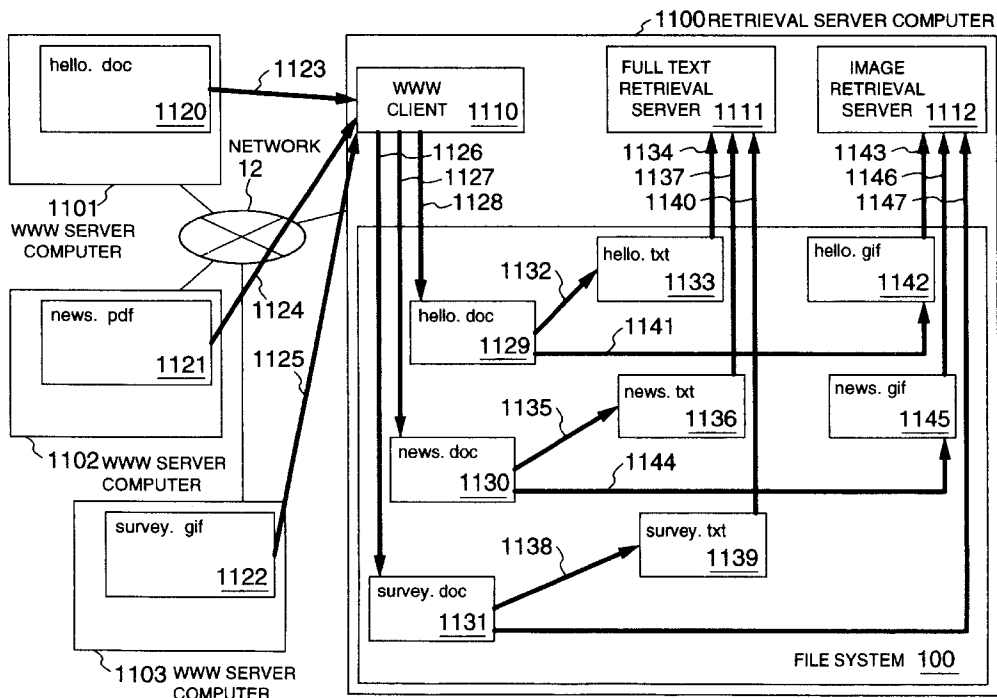 1100 RETRIEVAL SERVER COMPUTER
hello. doc
1120
1123
WWW
CLIENT
1110
FULL TEXT
RETRIEVAL
SERVER
1111
IMAGE
RETRIEVAL
SERVER
1112
NETWORK
12
1126
1127
1128
1134
1137
1140
1143
1146
1147
1101
WWW SERVER
COMPUTER
1124
news. pdf
1121
1125
1102 WWW SERVER
COMPUTER
survey. gif
1122
1103 WWW SERVER
COMPUTER
hello. doc
1129
1132
hello. txt
1133
hello. gif
1142
1141
news. doc
1130
1135
news. txt
1136
news. gif
1145
1144
survey. doc
1131
1138
survey. txt
1139
FILE SYSTEM 100